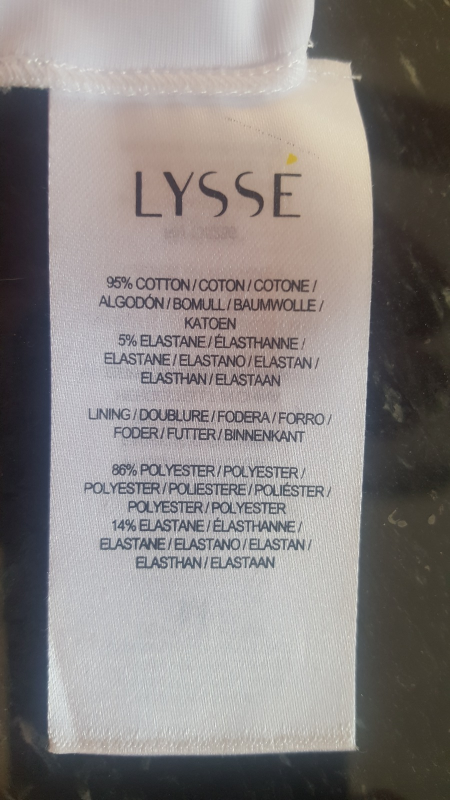 LYSSÉ
95% COTTON / COTON / COTONE /
ALGODÓN / BOMULL / BAUMWOLLE /
KATOEN
5% ELASTANE / ÉLASTHANNE /
ELASTANE / ELASTANO / ELASTAN /
ELASTHAN / ELASTAAN
LINING / DOUBLURE / FODERA / FORRO /
FODER / FUTTER / BINNENKANT
86% POLYESTER / POLYESTER /
POLYESTER / POLIESTERE / POLIÉSTER /
POLYESTER / POLYESTER
14% ELASTANE / ÉLASTHANNE /
ELASTANE / ELASTANO / ELASTAN /
ELASTHAN / ELASTAAN